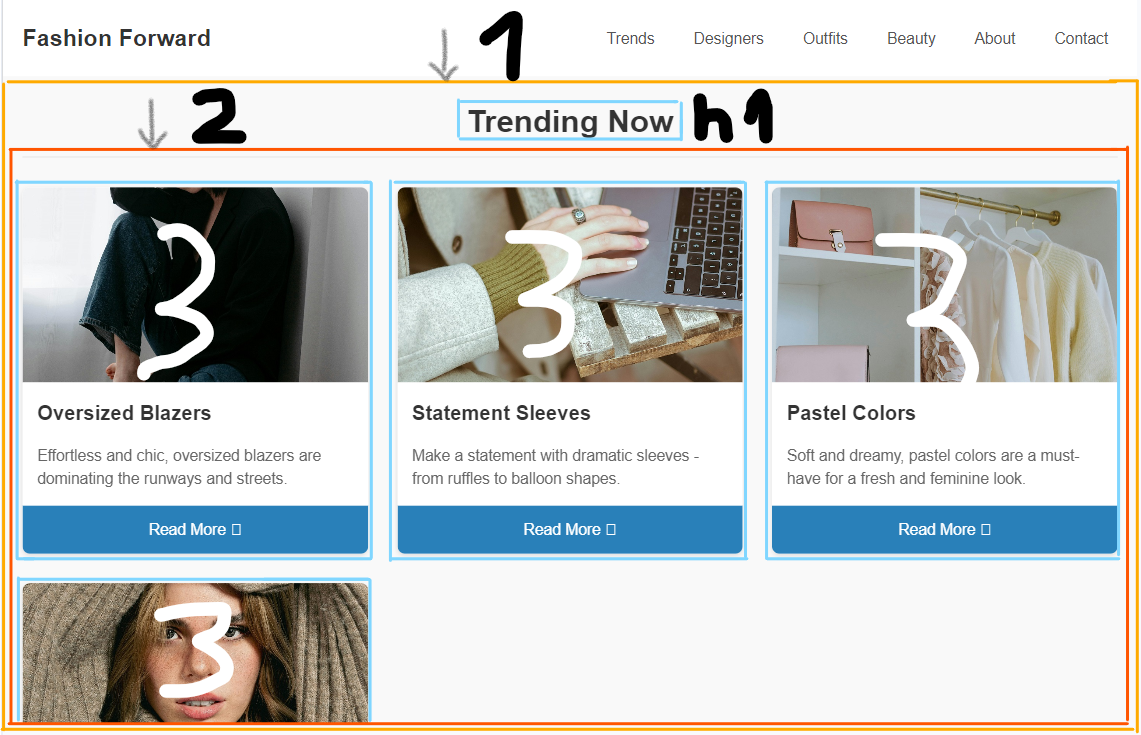 Fashion Forward Trends Designers Outfits Beauty About Contact
1
2
Trending Now h1
3 3 3
Oversized Blazers Statement Sleeves Pastel Colors
Effortless and chic, oversized blazers are Make a statement with dramatic sleeves - Soft and dreamy, pastel colors are a must-
dominating the runways and streets. from ruffles to balloon shapes. have for a fresh and feminine look.
Read More Read More Read More
3